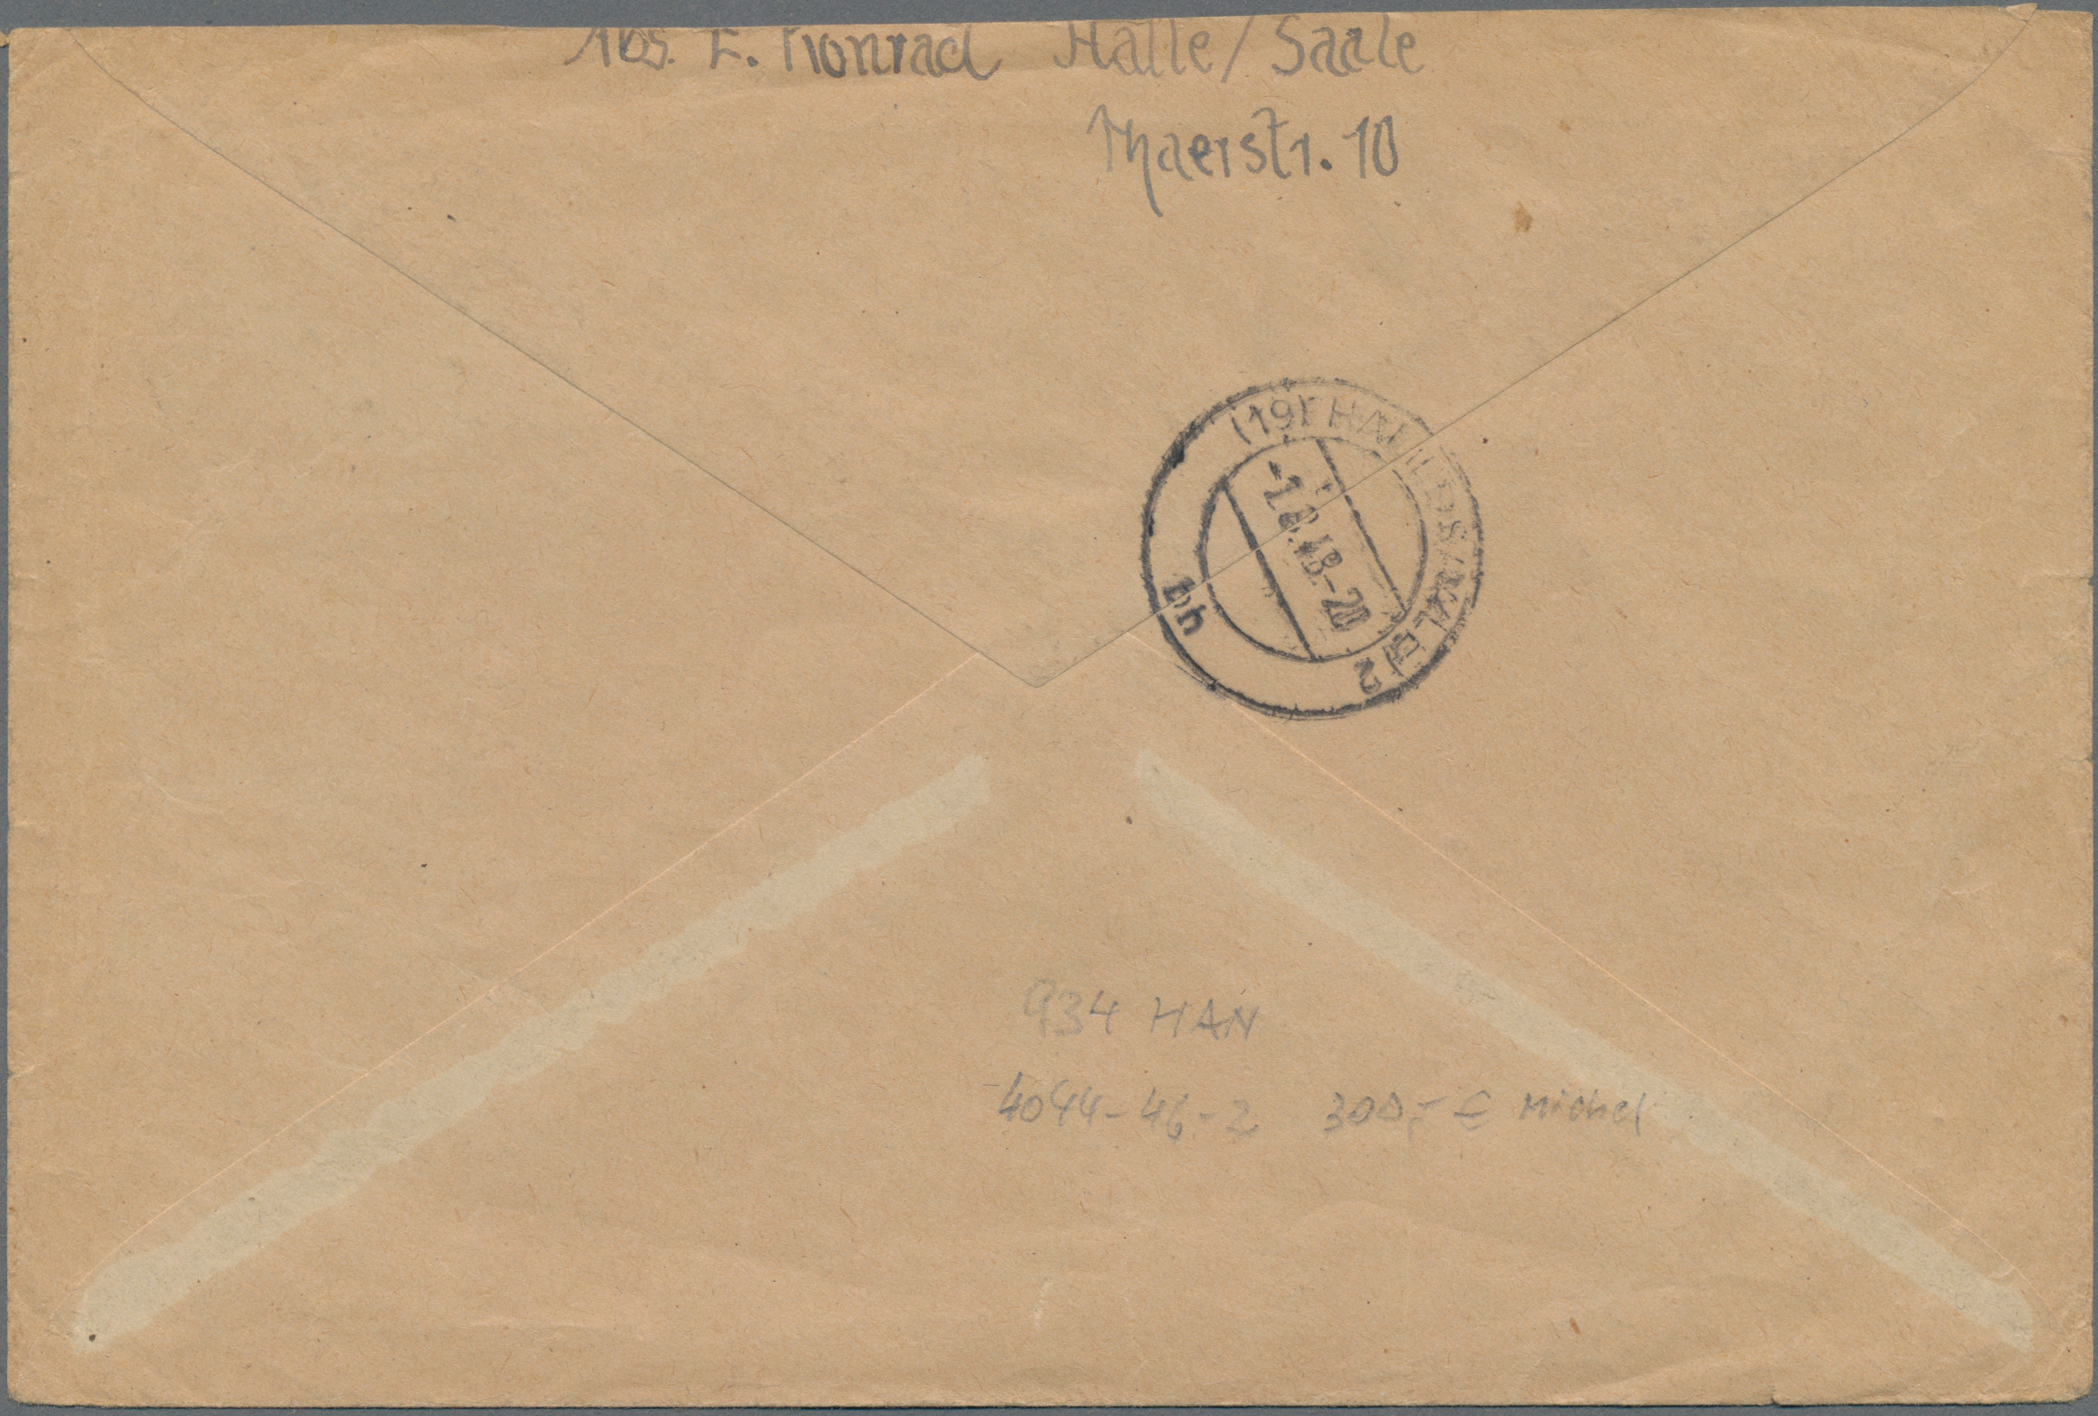 Abs. E. Konrad Halle/Saale
Thaerstr. 10
(19) HALLE (SAALE) 2
-1.8.48.-20
bh
934 HAN
4044-46-2 300,- € Michel